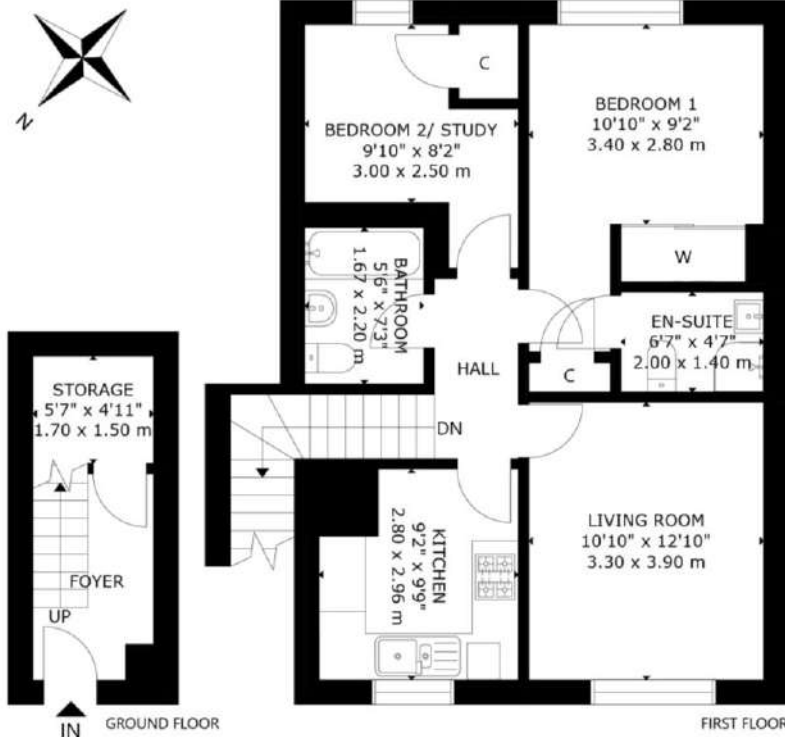 N
C
BEDROOM 1
10'10" x 9'2"
3.40 x 2.80 m
BEDROOM 2/ STUDY
9'10" x 8'2"
3.00 x 2.50 m
W
BATHROOM
5'6" x 7'3"
1.67 x 2.20 m
EN-SUITE
6'7" x 4'7"
2.00 x 1.40 m
HALL
C
STORAGE
5'7" x 4'11"
1.70 x 1.50 m
DN
KITCHEN
9'2" x 9'9"
2.80 x 2.96 m
LIVING ROOM
10'10" x 12'10"
3.30 x 3.90 m
FOYER
UP
IN
GROUND FLOOR
FIRST FLOOR